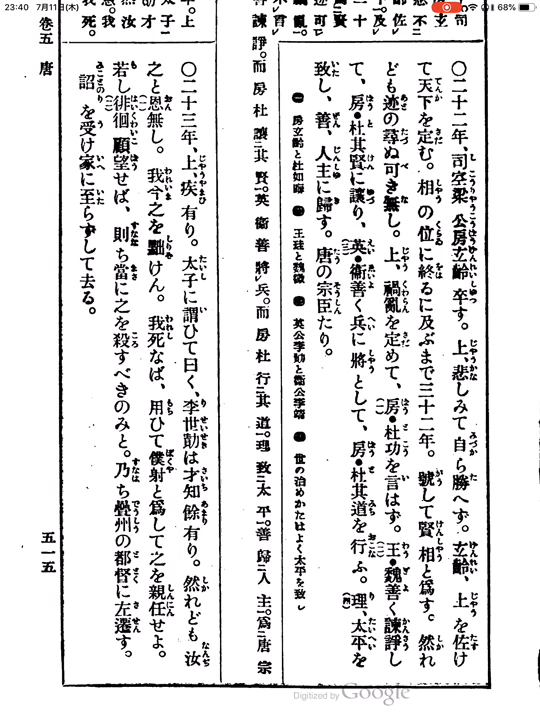 23:40 7月11日(木)
68%
〇二十二年、司空梁公房玄齡卒す。上、悲しみて自ら勝へず。玄齡、上を佐け
て天下を定む。相の位に終るに及ぶまで三十二年。號して賢相と爲す。然れ
ども迹の尋ぬ可き無し。上、禍亂を定めて、房・杜功を言はず。王・魏善く諫諍し
て、房・杜其賢に讓り、英・衞善く兵に將として、房・杜其道を行ふ。理、太平を
致し、善、人主に歸す。唐の宗臣たり。
一 房玄齡と杜如晦 二 王珪と魏徵 三 英公李勣と衞公李靖 四 世の治めかたはよく太平を致し
善諫諍。而房杜讓其賢。英衞善將兵。而房杜行其道。理致太平。善歸人主。爲唐宗
〇二十三年、上、疾有り。太子に謂ひて曰く、李世勣は才知餘有り。然れども汝
之と恩無し。我今之を黜けん。我死なば、用ひて僕射と爲して之を親任せよ。
若し徘徊顧望せば、則ち當に之を殺すべきのみと。乃ち疊州の都督に左遷す。
詔を受け家に至らずして去る。
卷五 唐
五一五
Digitized by Google